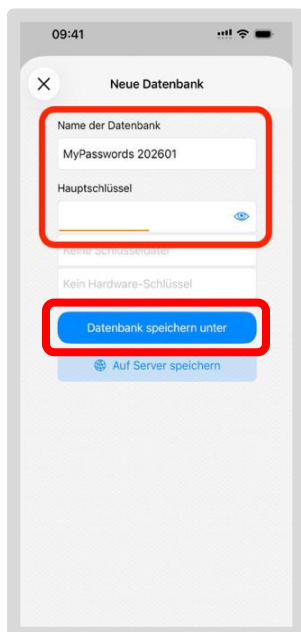 09:41
Neue Datenbank
Name der Datenbank
MyPasswords 202601
Hauptschlüssel
Keine Schlüsseldatei
Kein Hardware-Schlüssel
Datenbank speichern unter
Auf Server speichern